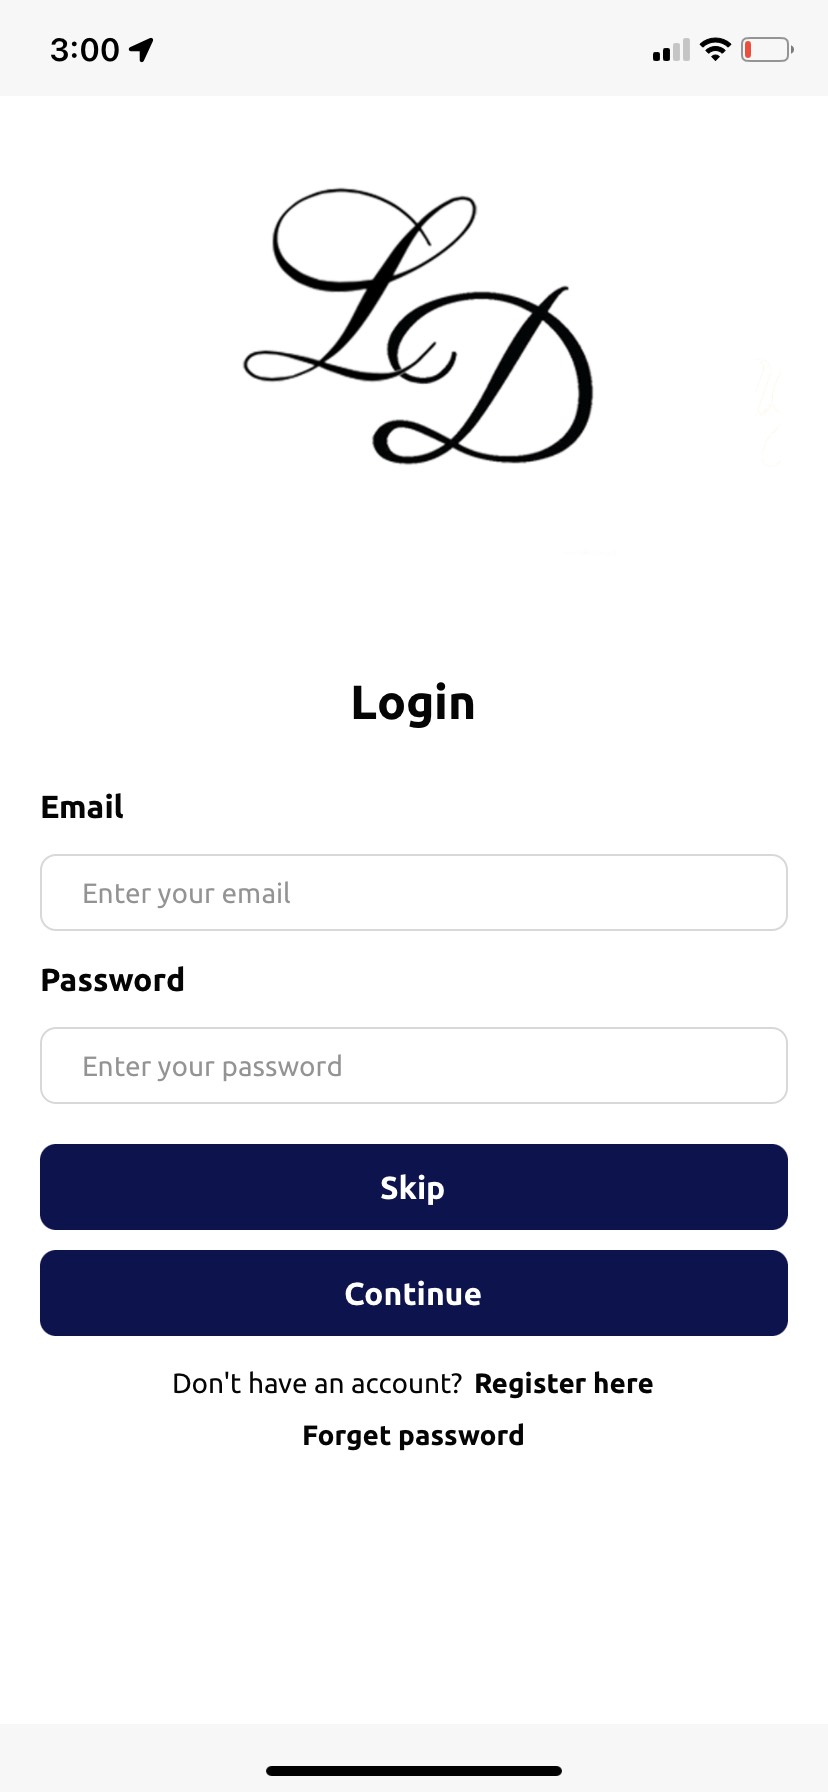 3:00
LD
Login
Email
Enter your email
Password
Enter your password
Skip
Continue
Don't have an account? Register here
Forget password